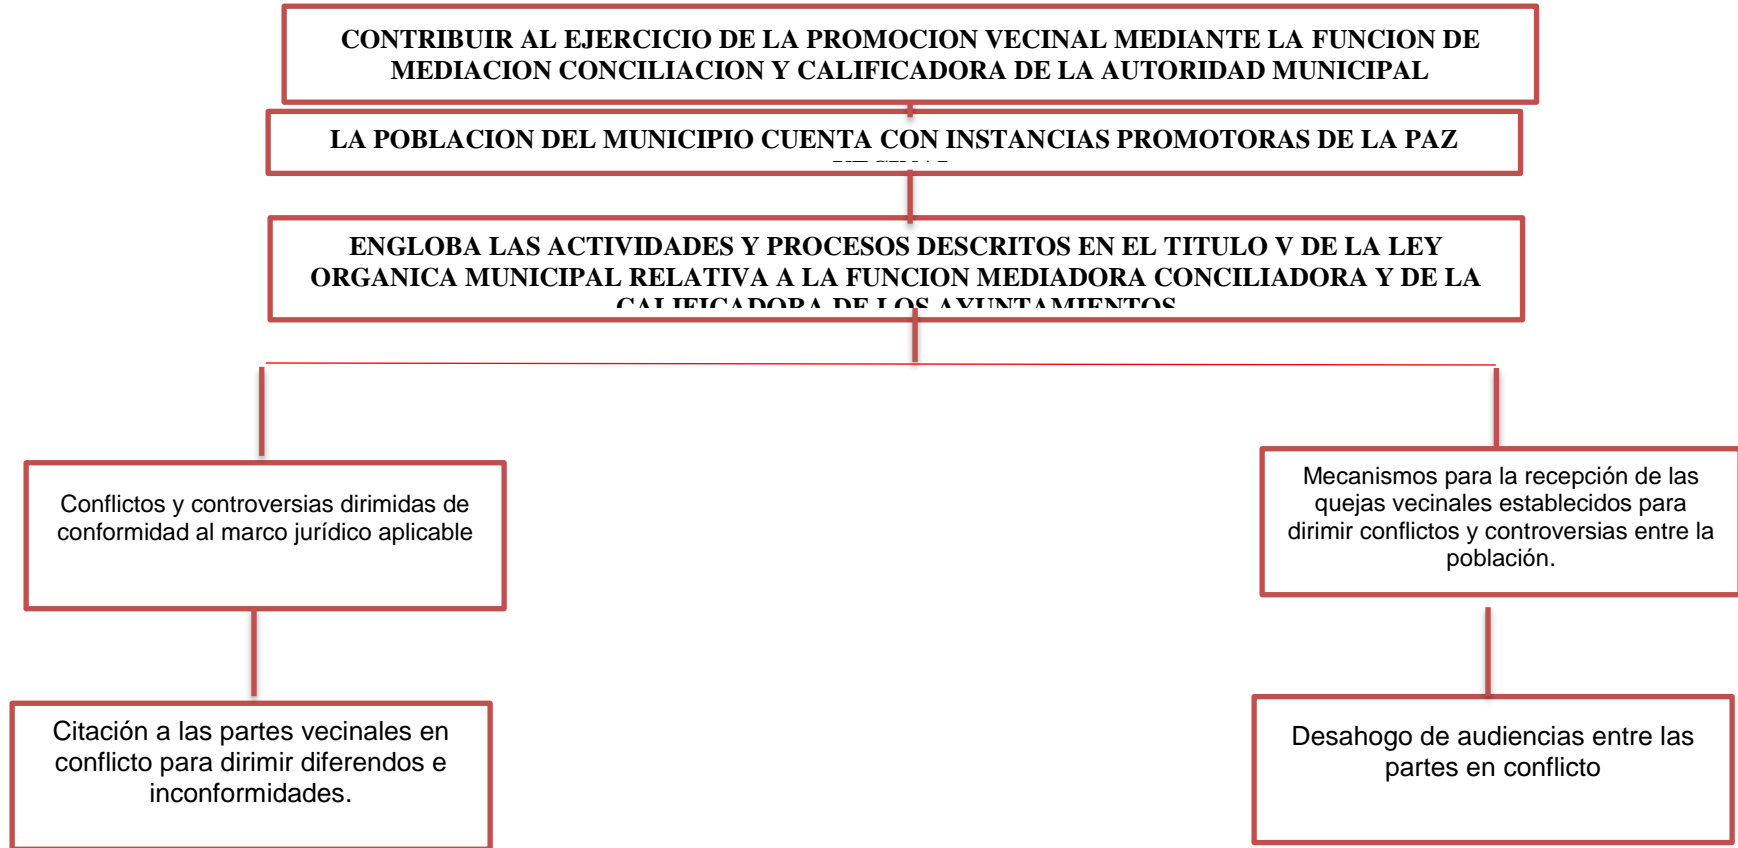 CONTRIBUIR AL EJERCICIO DE LA PROMOCION VECINAL MEDIANTE LA FUNCION DE
MEDIACION CONCILIACION Y CALIFICADORA DE LA AUTORIDAD MUNICIPAL
LA POBLACION DEL MUNICIPIO CUENTA CON INSTANCIAS PROMOTORAS DE LA PAZ
ENGLOBA LAS ACTIVIDADES Y PROCESOS DESCRITOS EN EL TITULO V DE LA LEY
ORGANICA MUNICIPAL RELATIVA A LA FUNCION MEDIADORA CONCILIADORA Y DE LA
CALIFICADORA DE LOS AYUNTAMIENTOS
Conflictos y controversias dirimidas de
conformidad al marco jurídico aplicable
Mecanismos para la recepción de las
quejas vecinales establecidos para
dirimir conflictos y controversias entre la
población.
Citación a las partes vecinales en
conflicto para dirimir diferendos e
inconformidades.
Desahogo de audiencias entre las
partes en conflicto